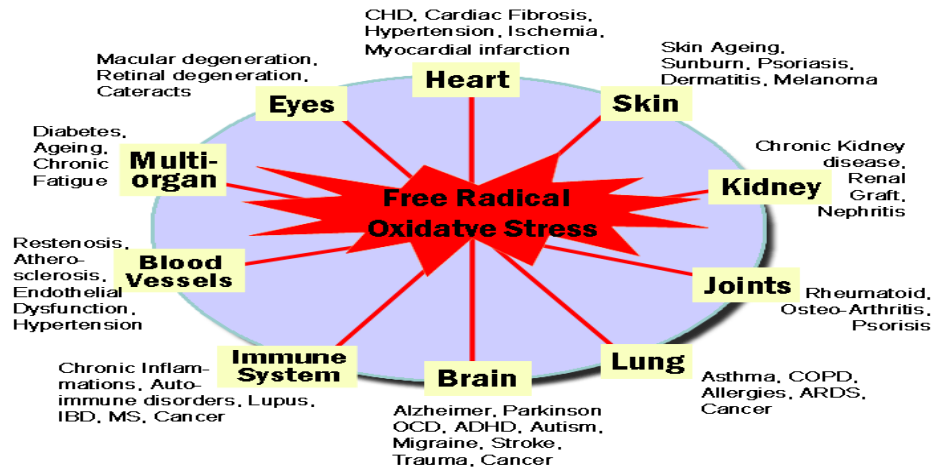 CHD, Cardiac Fibrosis,
Hypertension, Ischemia,
Myocardial infarction
Heart
Macular degeneration,
Retinal degeneration,
Cateracts
Eyes
Skin Ageing,
Sunburn, Psoriasis,
Dermatitis, Melanoma
Skin
Diabetes,
Ageing,
Chronic
Fatigue
Multi-
organ
Free Radical
Oxidatve Stress
Chronic Kidney
disease,
Renal
Graft,
Nephritis
Kidney
Restenosis,
Athero-
sclerosis,
Endothelial
Dysfunction,
Hypertension
Blood
Vessels
Joints
Rheumatoid,
Osteo-Arthritis,
Psorisis
Immune
System
Chronic Inflam-
mations, Auto-
immune disorders, Lupus,
IBD, MS, Cancer
Brain
Alzheimer, Parkinson
OCD, ADHD, Autism,
Migraine, Stroke,
Trauma, Cancer
Lung
Asthma, COPD,
Allergies, ARDS,
Cancer